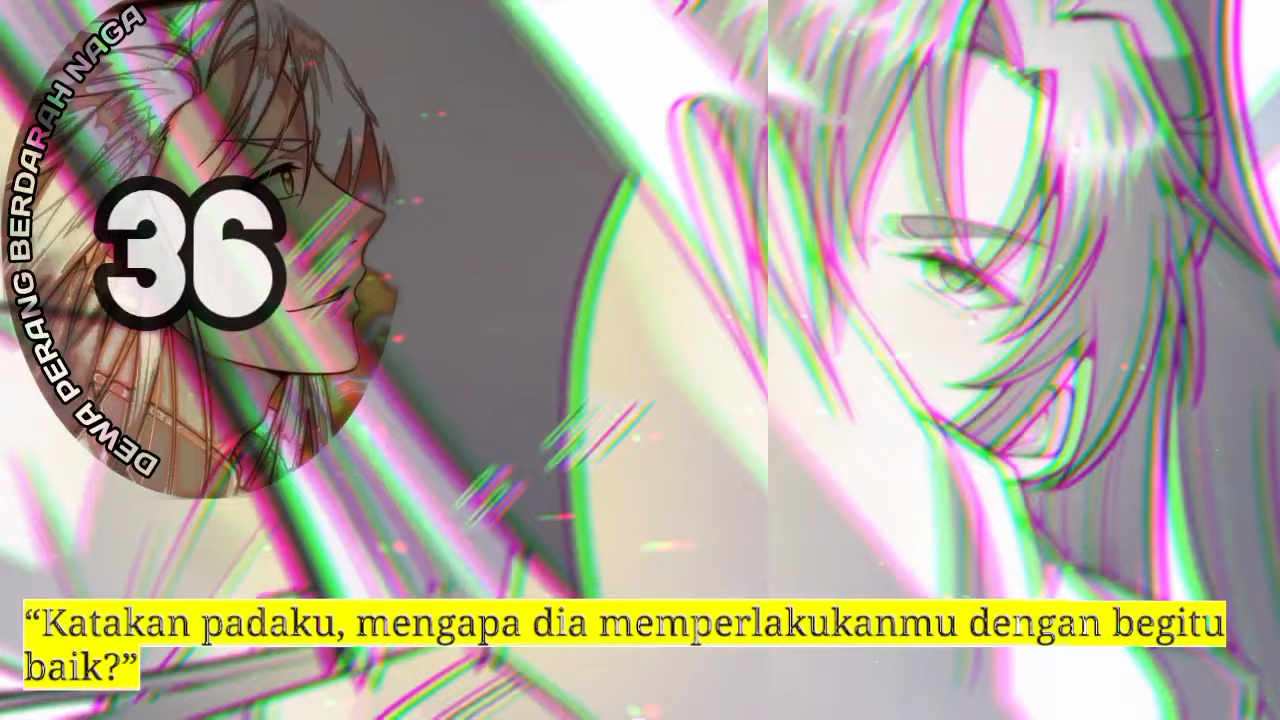 DEWA PERANG BERDARAH NAGA
36
“Katakan padaku, mengapa dia memperlakukanmu dengan begitu
baik?”